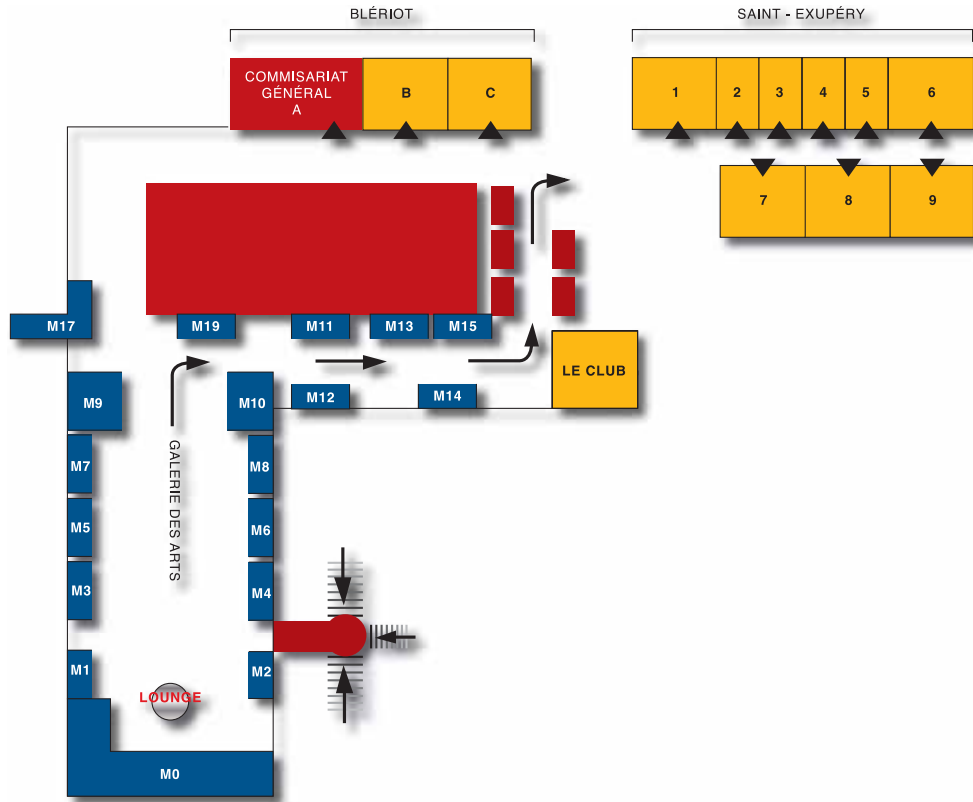 BLÉRIOT
SAINT - EXUPÉRY
COMMISARIAT
GÉNÉRAL
A
B
C
1
2
3
4
5
6
7
8
9
M17
M19
M11
M13
M15
LE CLUB
M9
M10
M12
M14
GALERIE DES ARTS
M7
M8
M5
M6
M3
M4
M1
M2
LOUNGE
M0